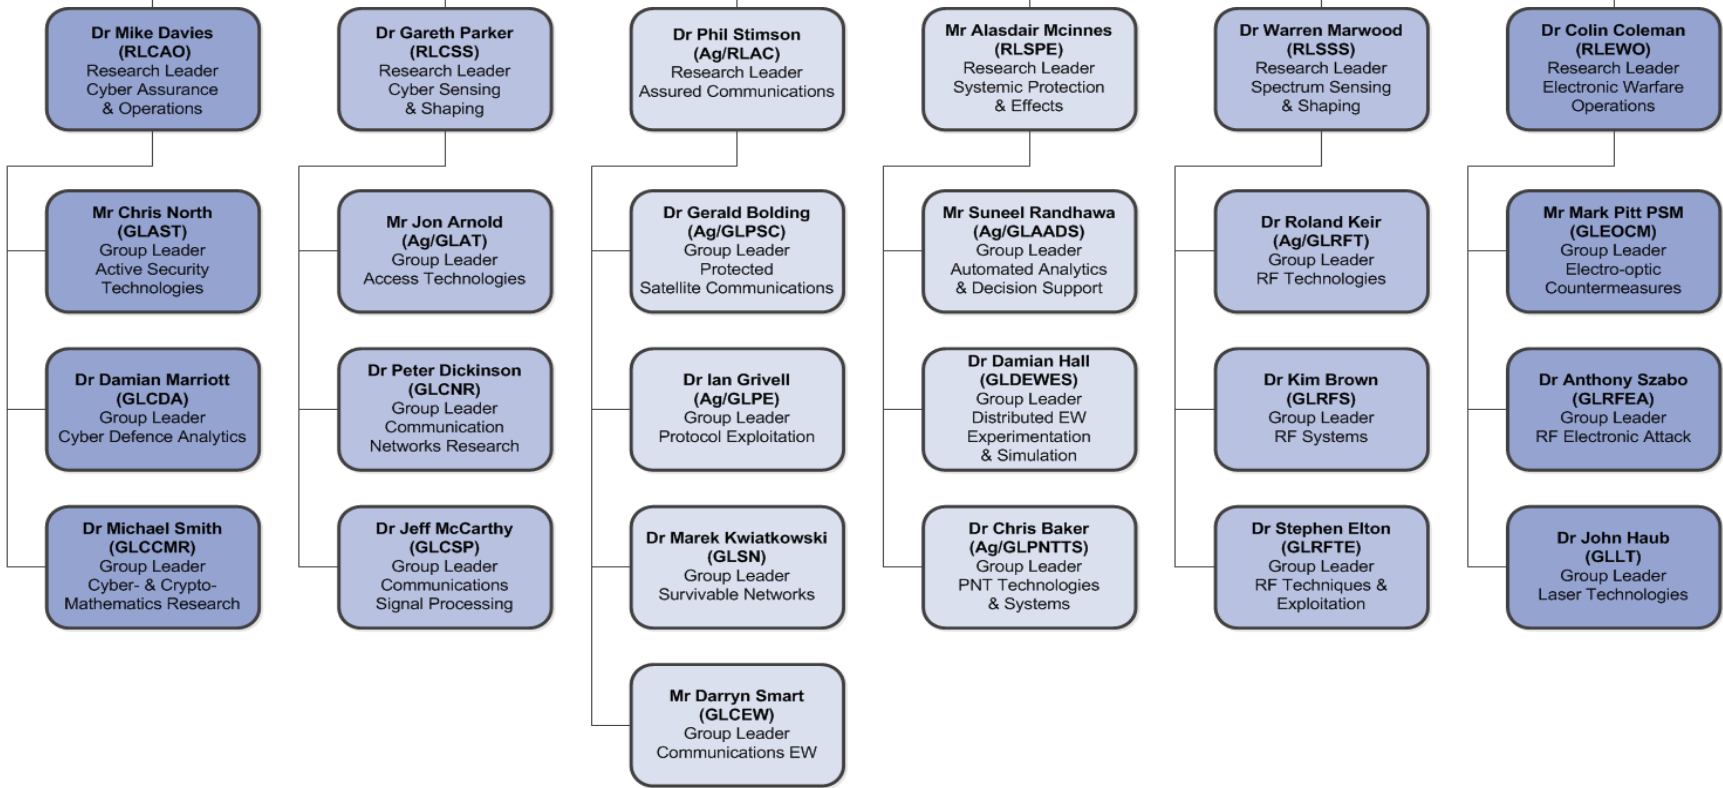 Dr Mike Davies
(RLCAO)
Research Leader
Cyber Assurance
& Operations
Mr Chris North
(GLAST)
Group Leader
Active Security
Technologies
Dr Damian Marriott
(GLCDA)
Group Leader
Cyber Defence Analytics
Dr Michael Smith
(GLCCMR)
Group Leader
Cyber- & Crypto-
Mathematics Research
Dr Gareth Parker
(RLCSS)
Research Leader
Cyber Sensing
& Shaping
Mr Jon Arnold
(Ag/GLAT)
Group Leader
Access Technologies
Dr Peter Dickinson
(GLCNR)
Group Leader
Communication
Networks Research
Dr Jeff McCarthy
(GLCSP)
Group Leader
Communications
Signal Processing
Dr Phil Stimson
(Ag/RLAC)
Research Leader
Assured Communications
Dr Gerald Bolding
(Ag/GLPSC)
Group Leader
Protected
Satellite Communications
Dr Ian Grivell
(Ag/GLPE)
Group Leader
Protocol Exploitation
Dr Marek Kwiatkowski
(GLSN)
Group Leader
Survivable Networks
Mr Darryn Smart
(GLCEW)
Group Leader
Communications EW
Mr Alasdair Mcinnes
(RLSPE)
Research Leader
Systemic Protection
& Effects
Mr Suneel Randhawa
(Ag/GLAADS)
Group Leader
Automated Analytics
& Decision Support
Dr Damian Hall
(GLDEWES)
Group Leader
Distributed EW
Experimentation
& Simulation
Dr Chris Baker
(Ag/GLPNTTS)
Group Leader
PNT Technologies
& Systems
Dr Warren Marwood
(RLSSS)
Research Leader
Spectrum Sensing
& Shaping
Dr Roland Keir
(Ag/GLRFT)
Group Leader
RF Technologies
Dr Kim Brown
(GLRFS)
Group Leader
RF Systems
Dr Stephen Elton
(GLRFTE)
Group Leader
RF Techniques &
Exploitation
Dr Colin Coleman
(RLEWO)
Research Leader
Electronic Warfare
Operations
Mr Mark Pitt PSM
(GLEOCM)
Group Leader
Electro-optic
Countermeasures
Dr Anthony Szabo
(GLRFEA)
Group Leader
RF Electronic Attack
Dr John Haub
(GLLT)
Group Leader
Laser Technologies